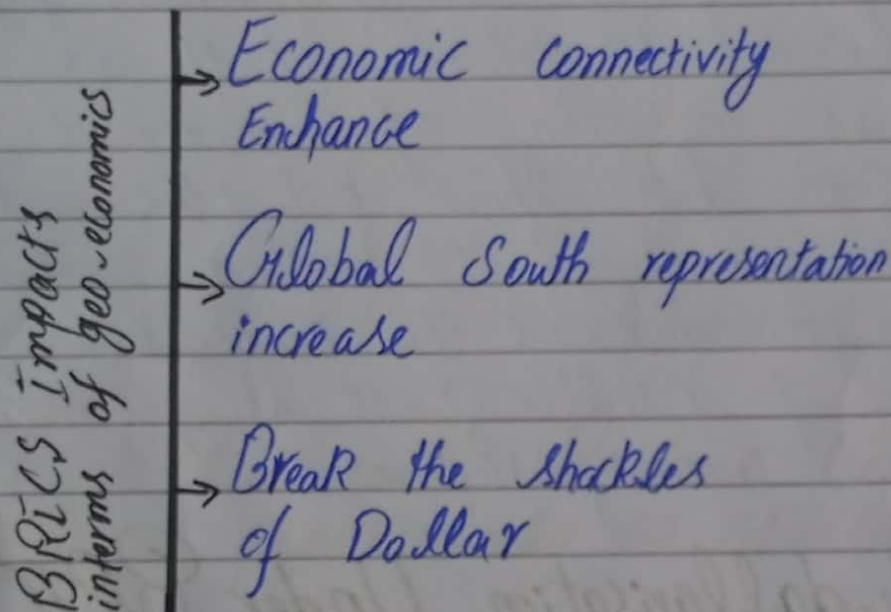 BRICS Impacts
interms of geo-economics
Economic Connectivity
Enhance
Global South representation
increase
Break the shackles
of Dollar